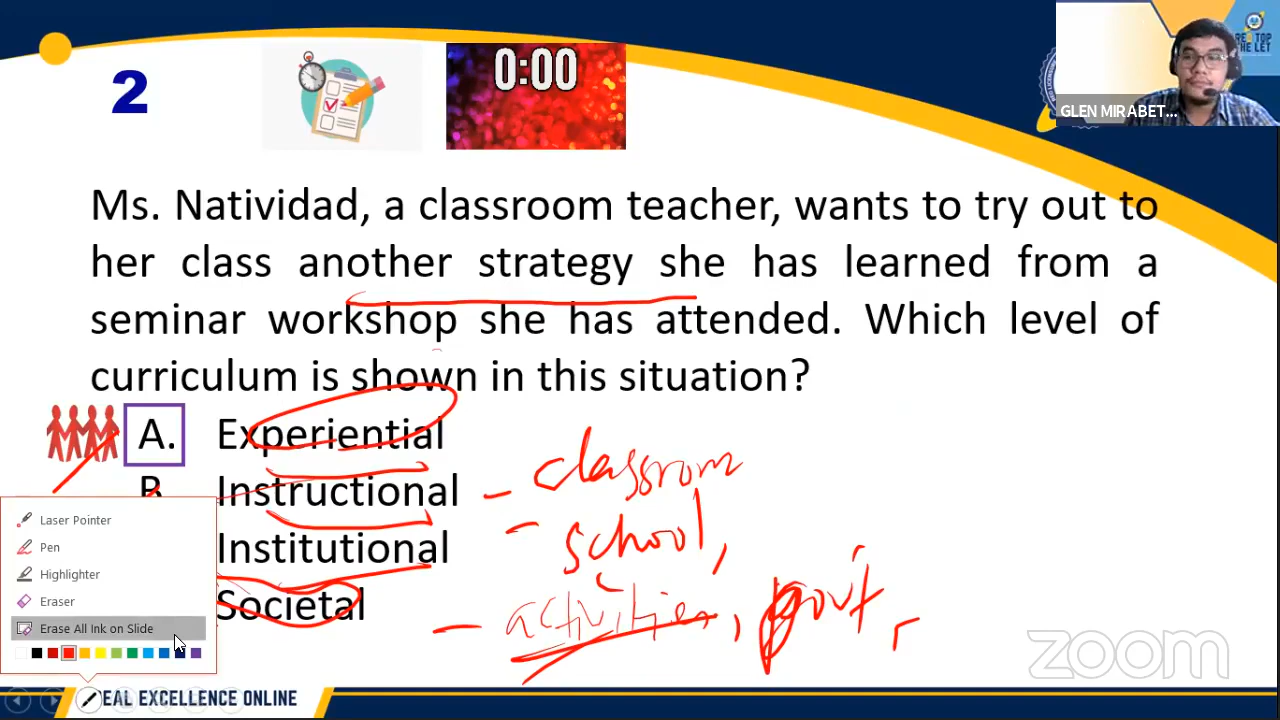 2
0:00
GLEN MIRABET...
THE LET
Ms. Natividad, a classroom teacher, wants to try out to
her class another strategy she has learned from a
seminar workshop she has attended. Which level of
curriculum is shown in this situation?
A. Experiential
B. Instructional
Institutional
Societal
- classrom
- school,
- activities, govt,
Laser Pointer
Pen
Highlighter
Eraser
Erase All Ink on Slide
EAL EXCELLENCE ONLINE
zoom